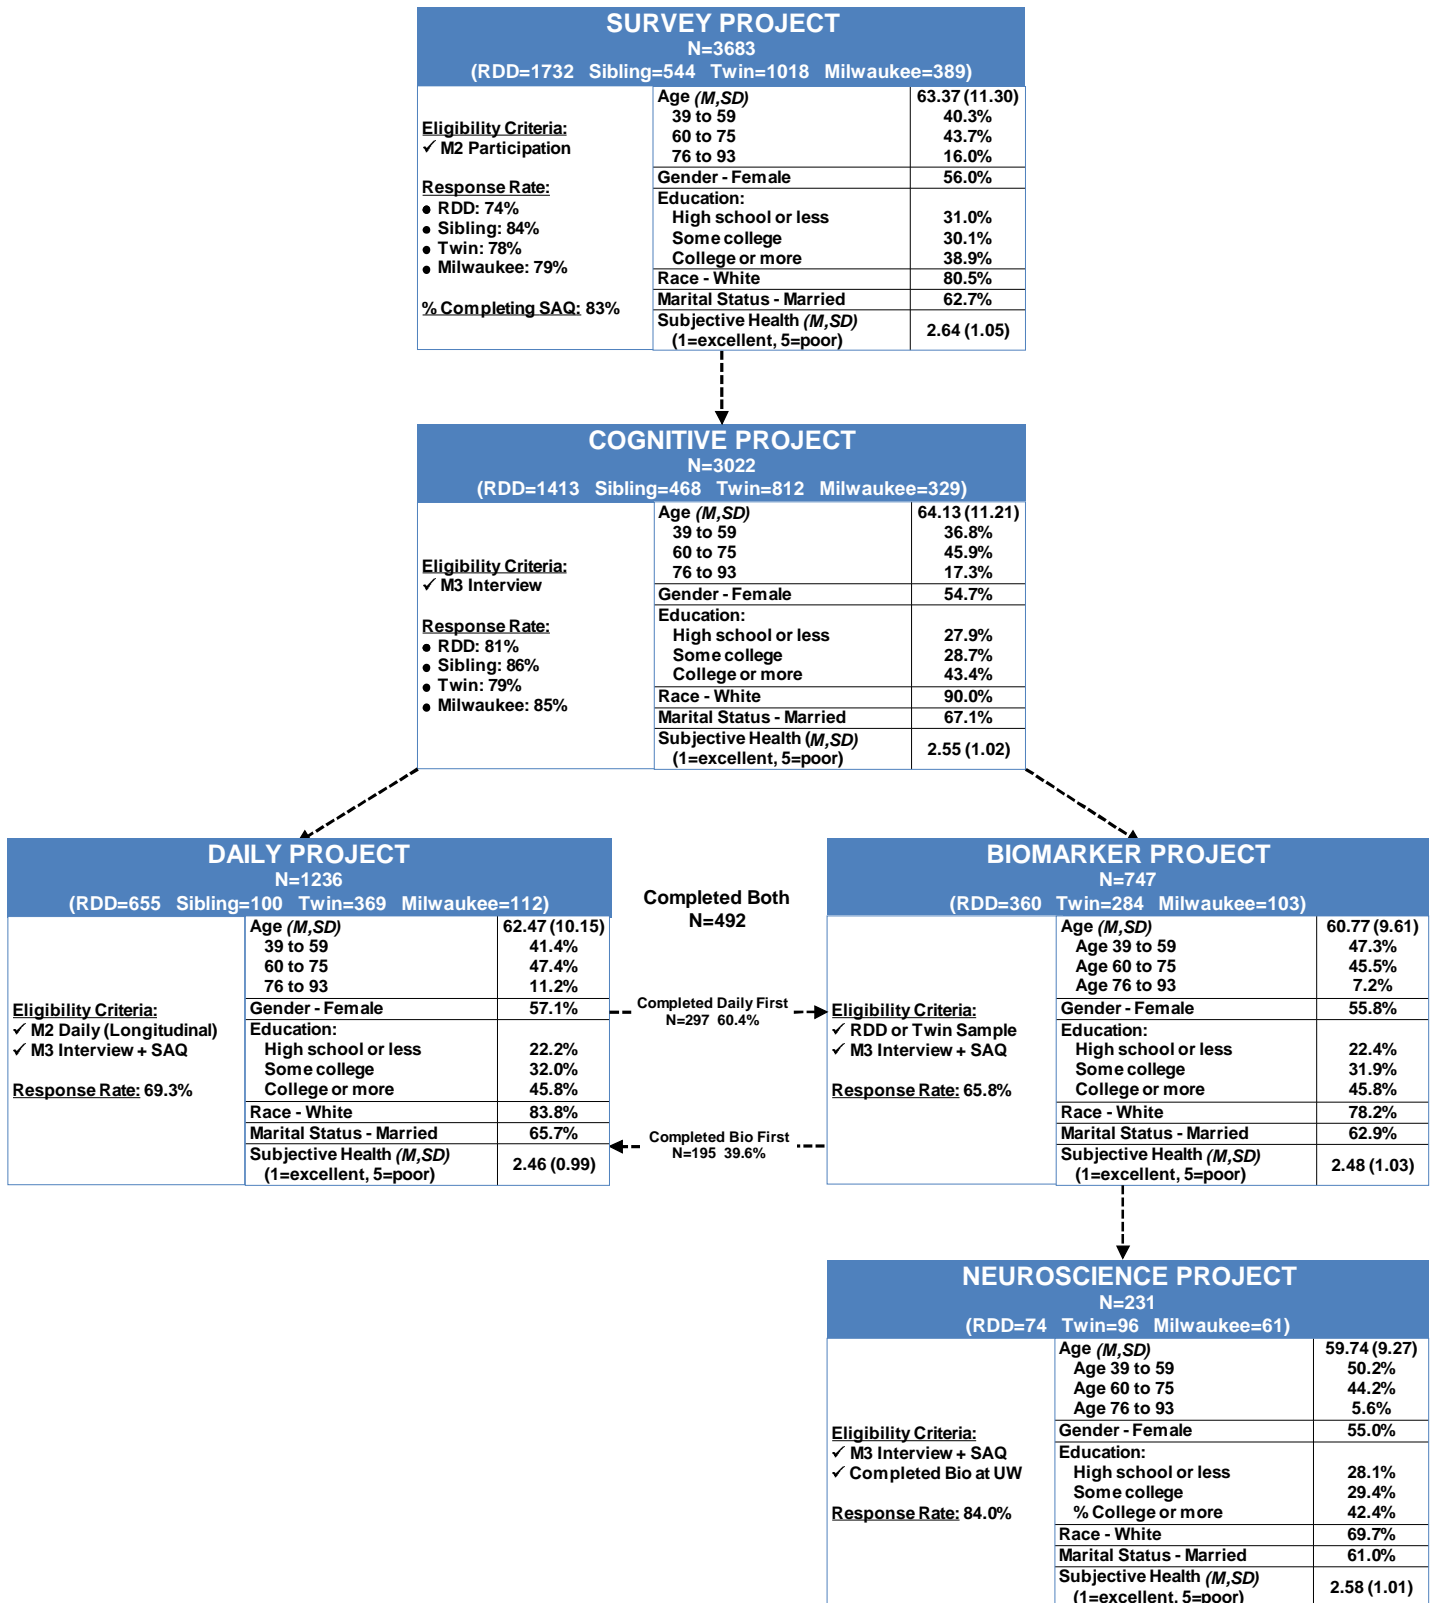 SURVEY PROJECT
N=3683
(RDD=1732 Sibling=544 Twin=1018 Milwaukee=389)
Eligibility Criteria:
✓ M2 Participation
Response Rate:
● RDD: 74%
● Sibling: 84%
● Twin: 78%
● Milwaukee: 79%
% Completing SAQ: 83%
Age (M,SD) 63.37 (11.30)
39 to 59 40.3%
60 to 75 43.7%
76 to 93 16.0%
Gender - Female 56.0%
Education:
High school or less 31.0%
Some college 30.1%
College or more 38.9%
Race - White 80.5%
Marital Status - Married 62.7%
Subjective Health (M,SD)
(1=excellent, 5=poor) 2.64 (1.05)
COGNITIVE PROJECT
N=3022
(RDD=1413 Sibling=468 Twin=812 Milwaukee=329)
Eligibility Criteria:
✓ M3 Interview
Response Rate:
● RDD: 81%
● Sibling: 86%
● Twin: 79%
● Milwaukee: 85%
Age (M,SD) 64.13 (11.21)
39 to 59 36.8%
60 to 75 45.9%
76 to 93 17.3%
Gender - Female 54.7%
Education:
High school or less 27.9%
Some college 28.7%
College or more 43.4%
Race - White 90.0%
Marital Status - Married 67.1%
Subjective Health (M,SD)
(1=excellent, 5=poor) 2.55 (1.02)
DAILY PROJECT
N=1236
(RDD=655 Sibling=100 Twin=369 Milwaukee=112)
Eligibility Criteria:
✓ M2 Daily (Longitudinal)
✓ M3 Interview + SAQ
Response Rate: 69.3%
Age (M,SD) 62.47 (10.15)
39 to 59 41.4%
60 to 75 47.4%
76 to 93 11.2%
Gender - Female 57.1%
Education:
High school or less 22.2%
Some college 32.0%
College or more 45.8%
Race - White 83.8%
Marital Status - Married 65.7%
Subjective Health (M,SD)
(1=excellent, 5=poor) 2.46 (0.99)
Completed Both
N=492
Completed Daily First
N=297 60.4%
Completed Bio First
N=195 39.6%
BIOMARKER PROJECT
N=747
(RDD=360 Twin=284 Milwaukee=103)
Eligibility Criteria:
✓ RDD or Twin Sample
✓ M3 Interview + SAQ
Response Rate: 65.8%
Age (M,SD) 60.77 (9.61)
Age 39 to 59 47.3%
Age 60 to 75 45.5%
Age 76 to 93 7.2%
Gender - Female 55.8%
Education:
High school or less 22.4%
Some college 31.9%
College or more 45.8%
Race - White 78.2%
Marital Status - Married 62.9%
Subjective Health (M,SD)
(1=excellent, 5=poor) 2.48 (1.03)
NEUROSCIENCE PROJECT
N=231
(RDD=74 Twin=96 Milwaukee=61)
Eligibility Criteria:
✓ M3 Interview + SAQ
✓ Completed Bio at UW
Response Rate: 84.0%
Age (M,SD) 59.74 (9.27)
Age 39 to 59 50.2%
Age 60 to 75 44.2%
Age 76 to 93 5.6%
Gender - Female 55.0%
Education:
High school or less 28.1%
Some college 29.4%
% College or more 42.4%
Race - White 69.7%
Marital Status - Married 61.0%
Subjective Health (M,SD)
(1=excellent, 5=poor) 2.58 (1.01)